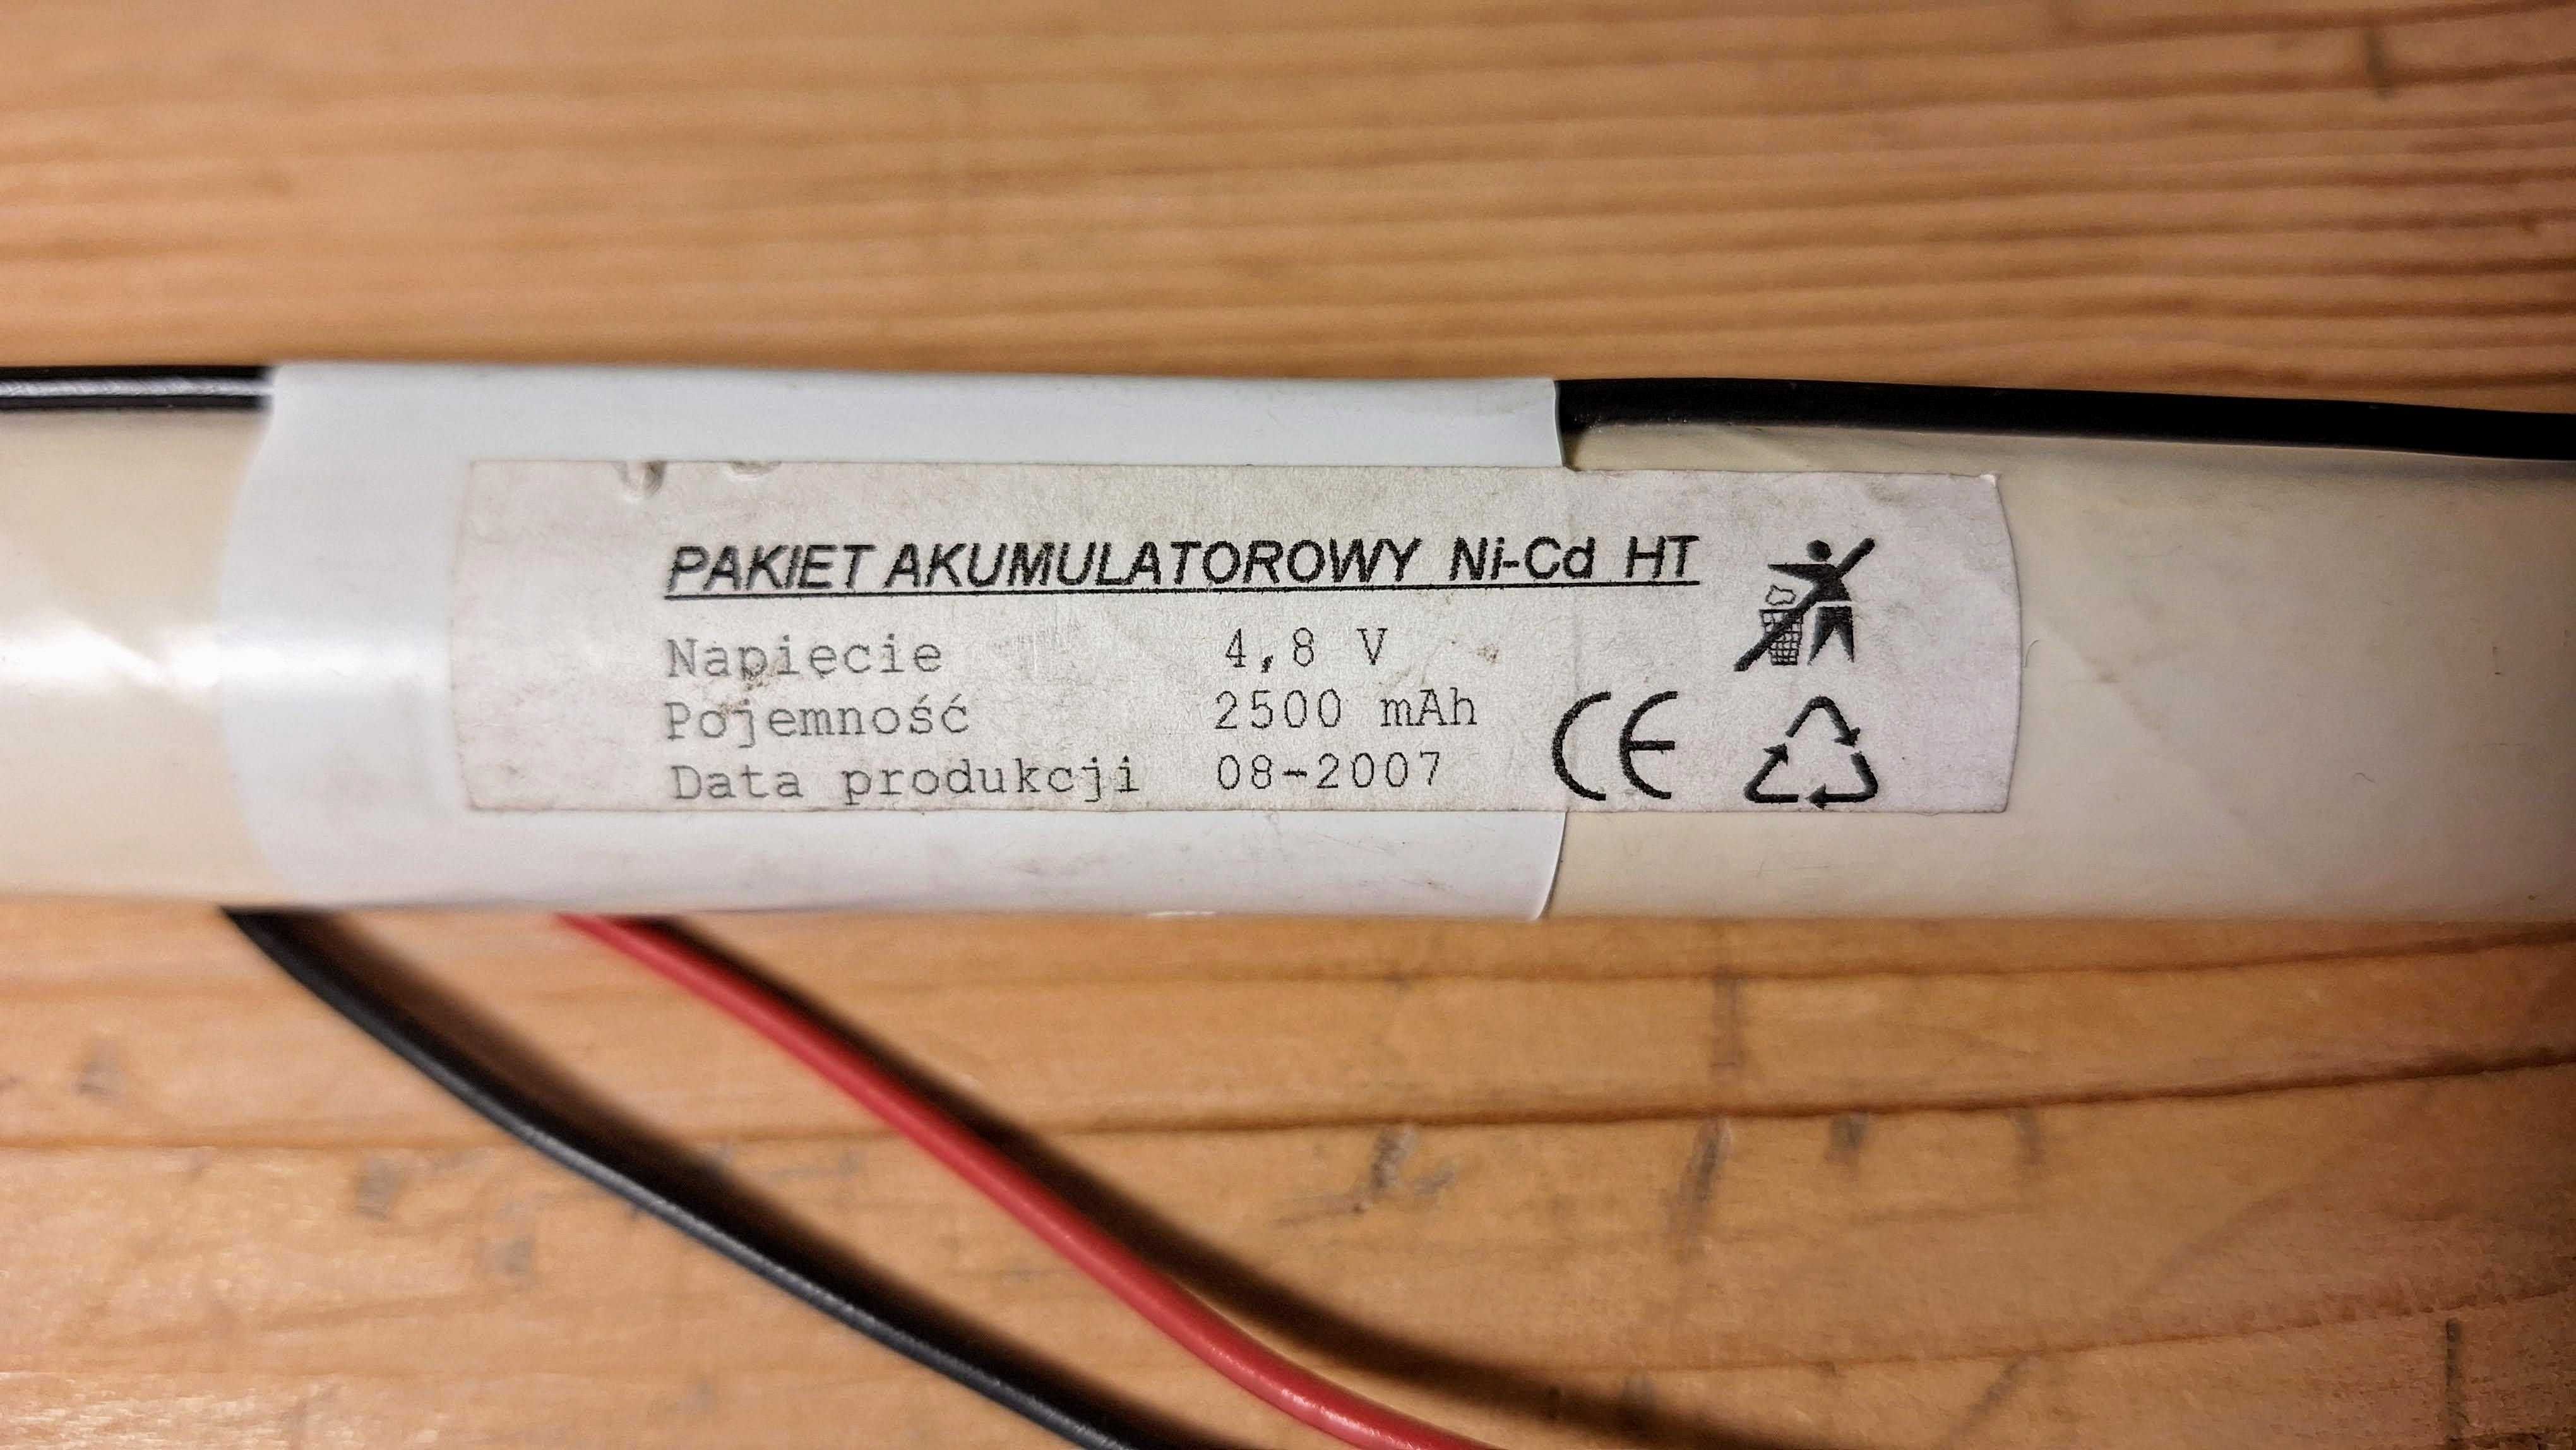 PAKIET AKUMULATOROWY Ni-Cd HT
Napięcie 4,8 V
Pojemność 2500 mAh
Data produkcji 08-2007
CE